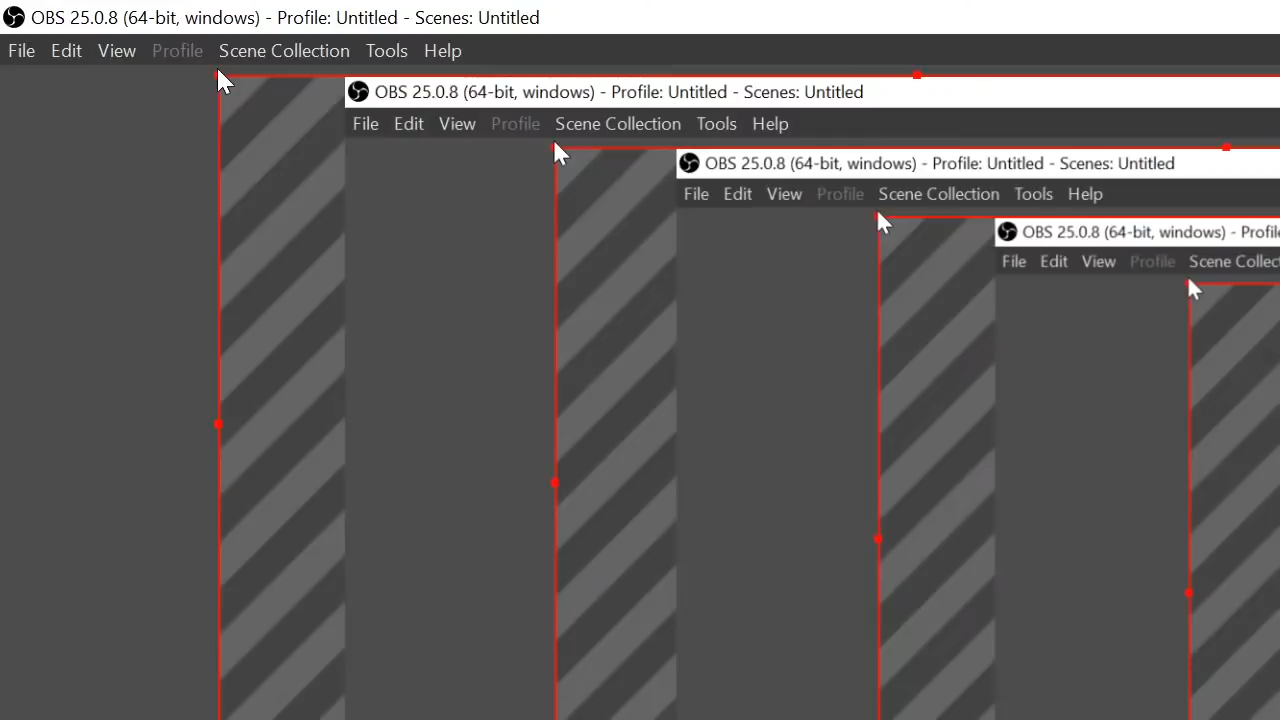 OBS 25.0.8 (64-bit, windows) - Profile: Untitled - Scenes: Untitled
File Edit View Profile Scene Collection Tools Help
OBS 25.0.8 (64-bit, windows) - Profile: Untitled - Scenes: Untitled
File Edit View Profile Scene Collection Tools Help
OBS 25.0.8 (64-bit, windows) - Profile: Untitled - Scenes: Untitled
File Edit View Profile Scene Collection Tools Help
OBS 25.0.8 (64-bit, windows) - Profile
File Edit View Profile Scene Collect